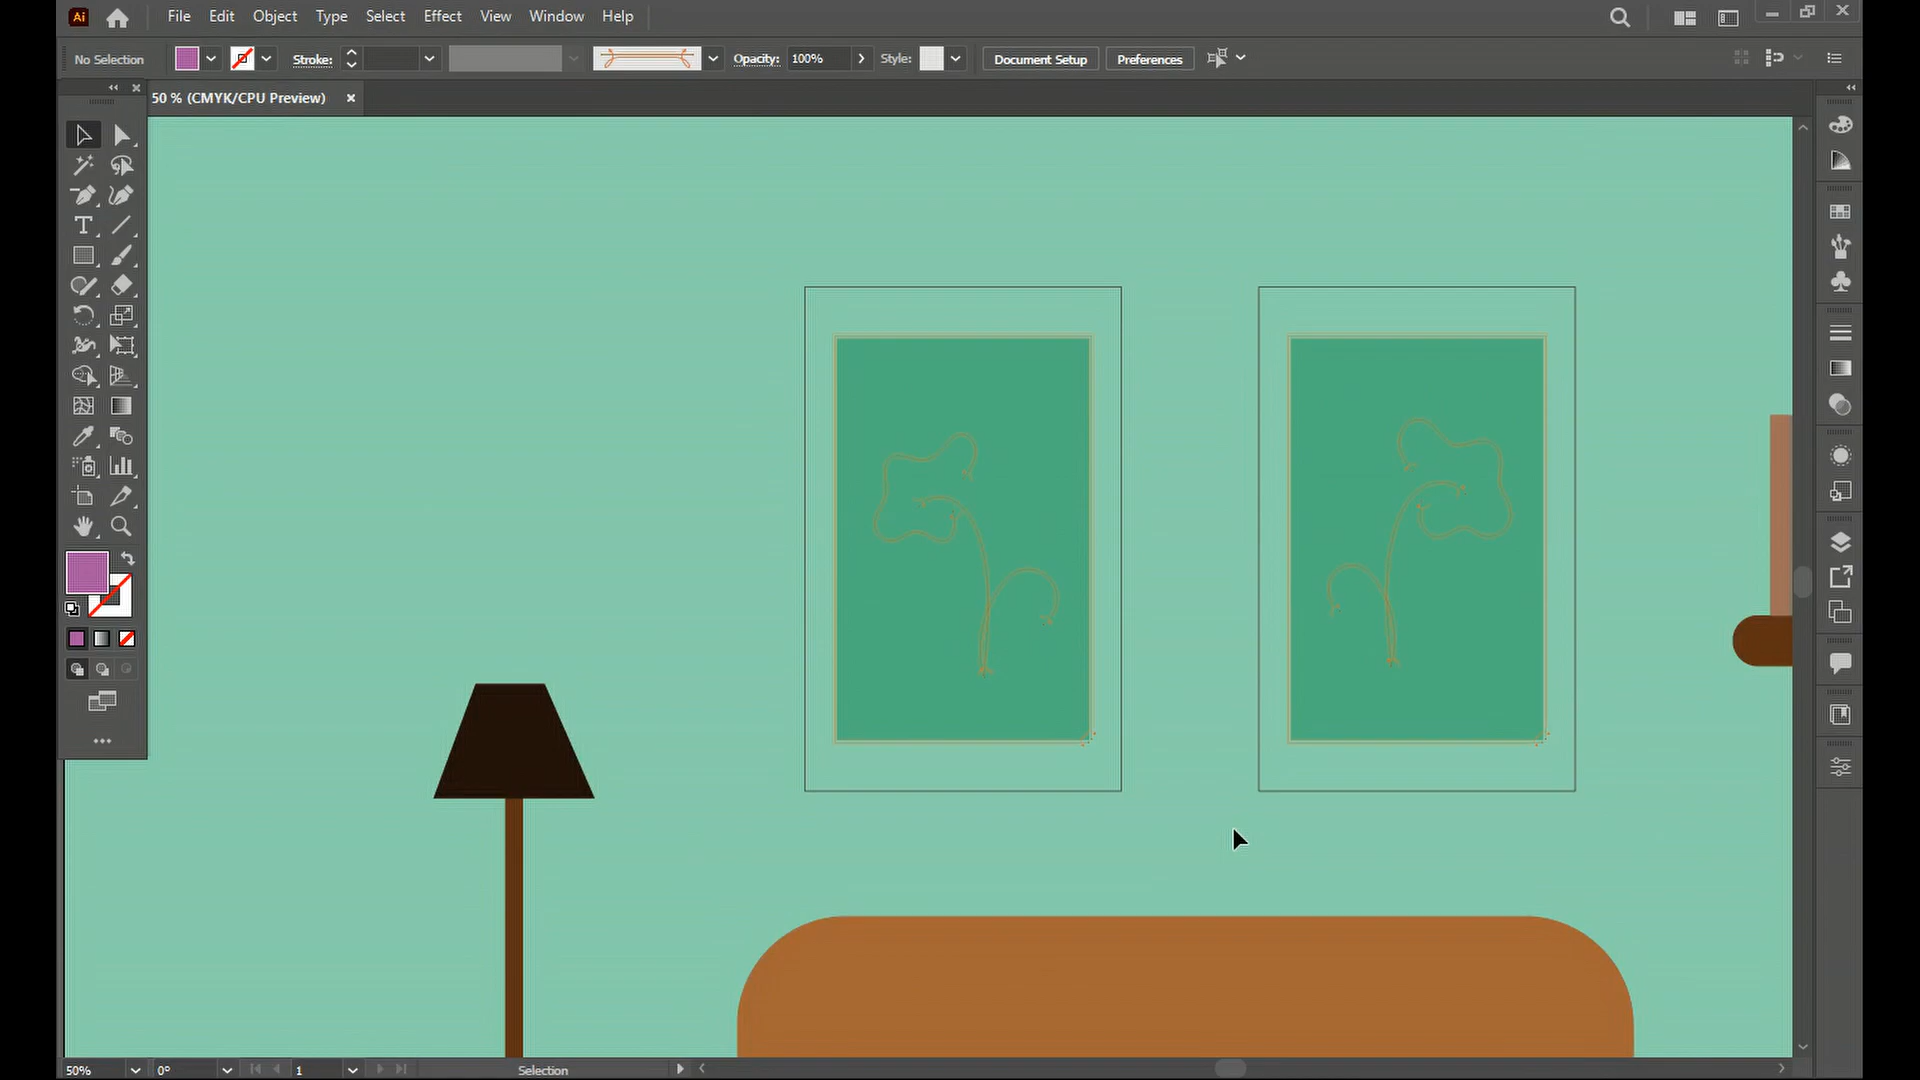 Ai File Edit Object Type Select Effect View Window Help
No Selection Stroke: Opacity: 100% Style: Document Setup Preferences
50 % (CMYK/CPU Preview)
50% 0° 1 Selection